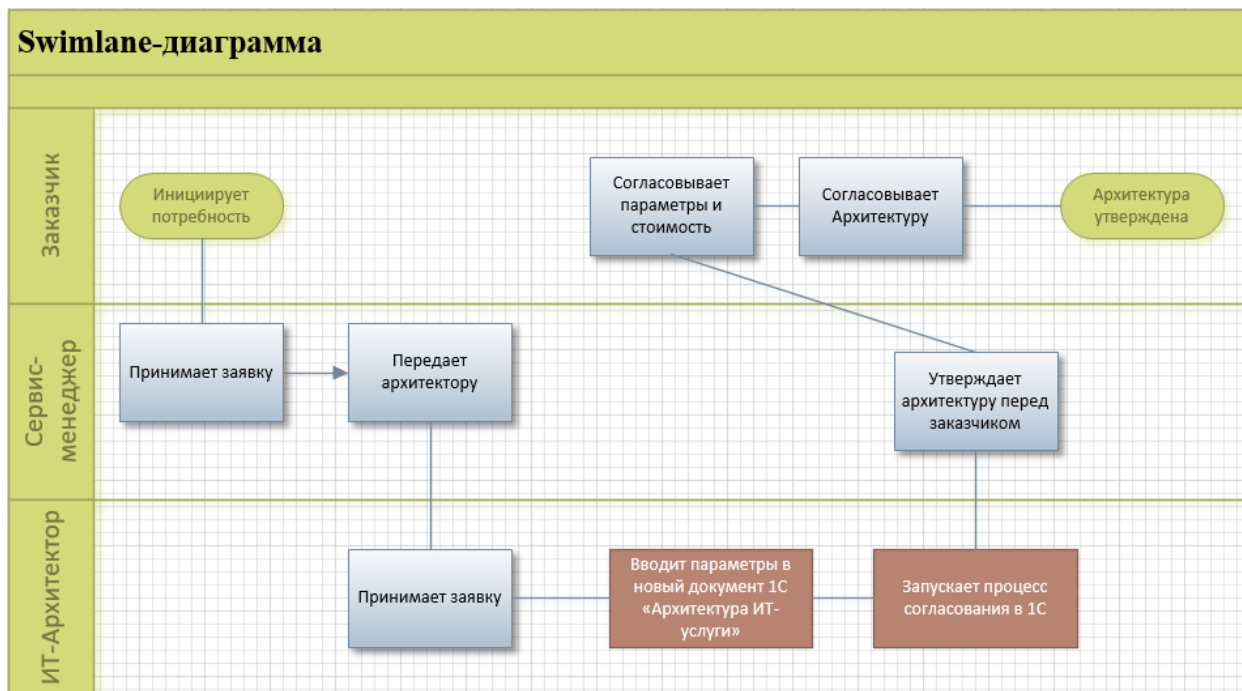 Swimlane-диаграмма
Заказчик
Инициирует
потребность
Согласовывает
параметры и
стоимость
Согласовывает
Архитектуру
Архитектура
утверждена
Сервис-
менеджер
Принимает заявку
Передает
архитектору
Утверждает
архитектуру перед
заказчиком
ИТ-Архитектор
Принимает заявку
Вводит параметры в
новый документ 1С
«Архитектура ИТ-
услуги»
Запускает процесс
согласования в 1С